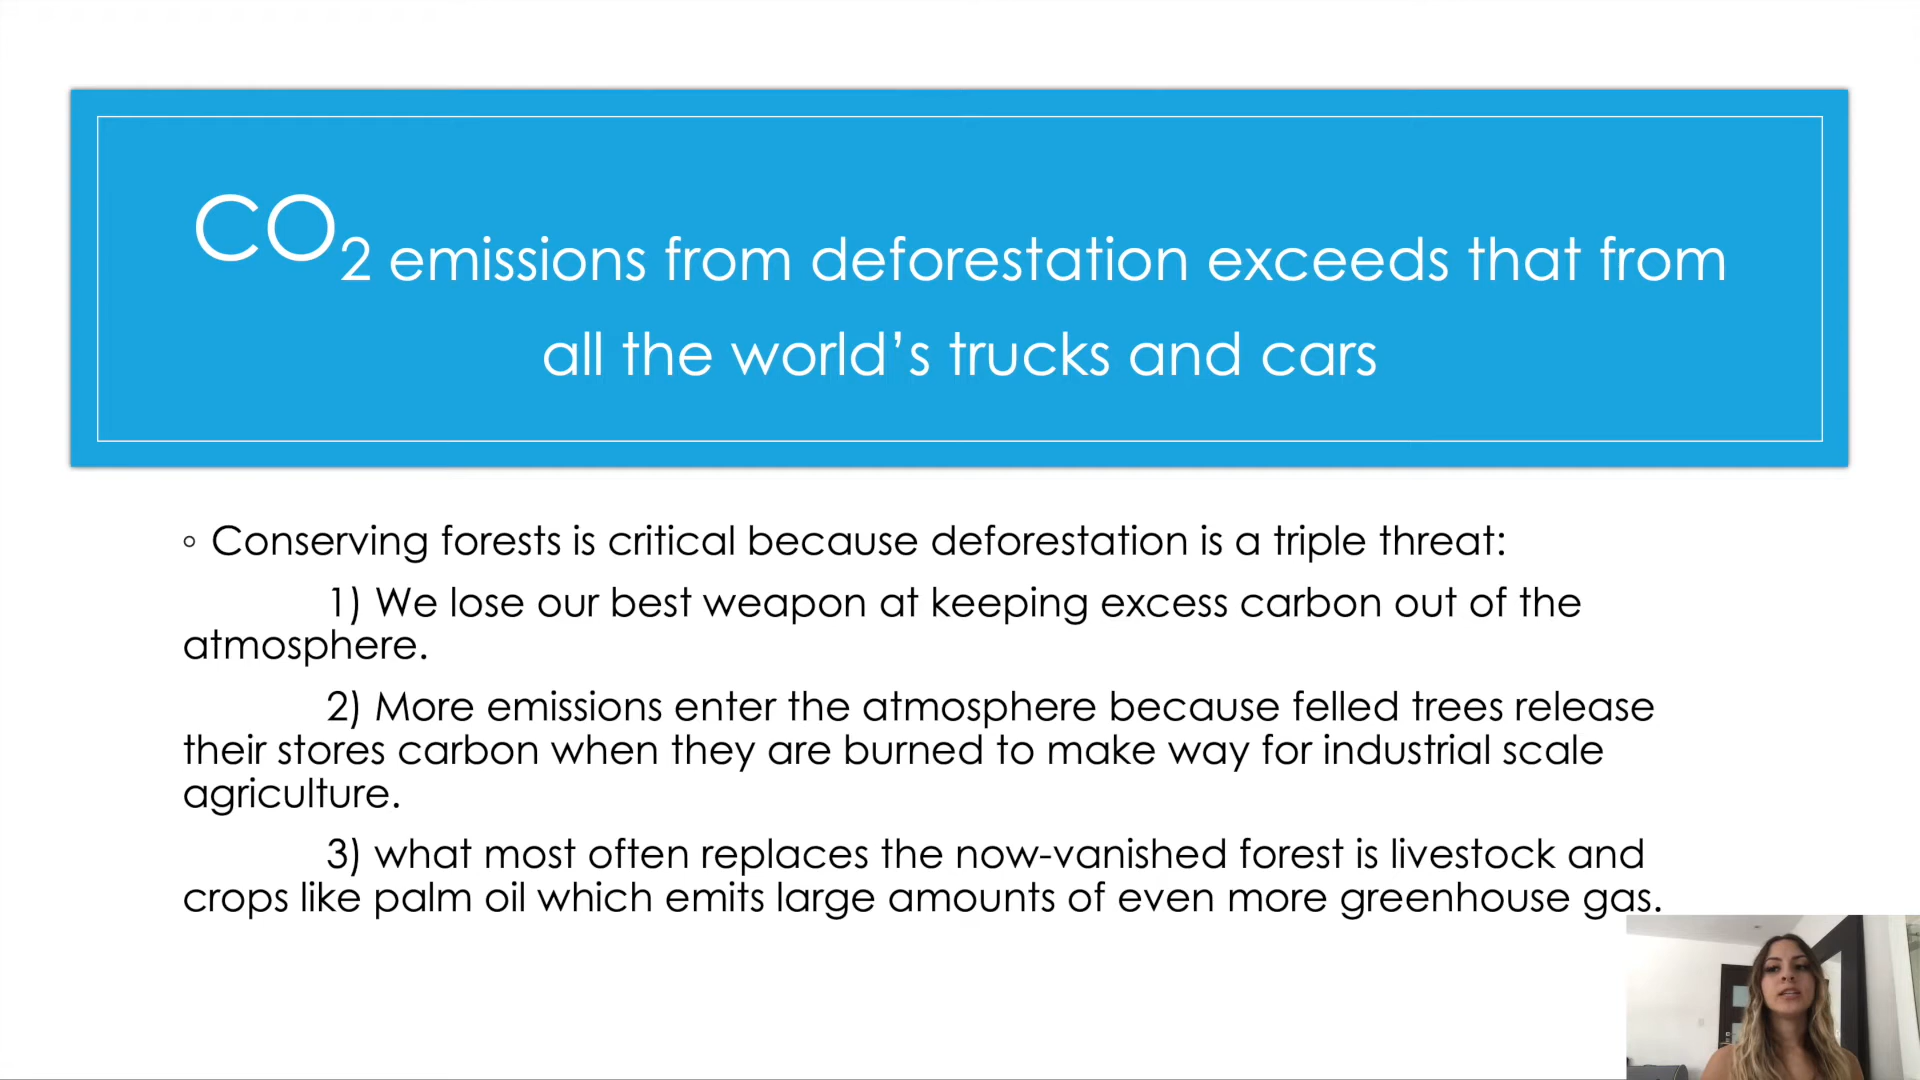 CO2 emissions from deforestation exceeds that from
all the world’s trucks and cars
◦ Conserving forests is critical because deforestation is a triple threat:
1) We lose our best weapon at keeping excess carbon out of the
atmosphere.
2) More emissions enter the atmosphere because felled trees release
their stores carbon when they are burned to make way for industrial scale
agriculture.
3) what most often replaces the now-vanished forest is livestock and
crops like palm oil which emits large amounts of even more greenhouse gas.